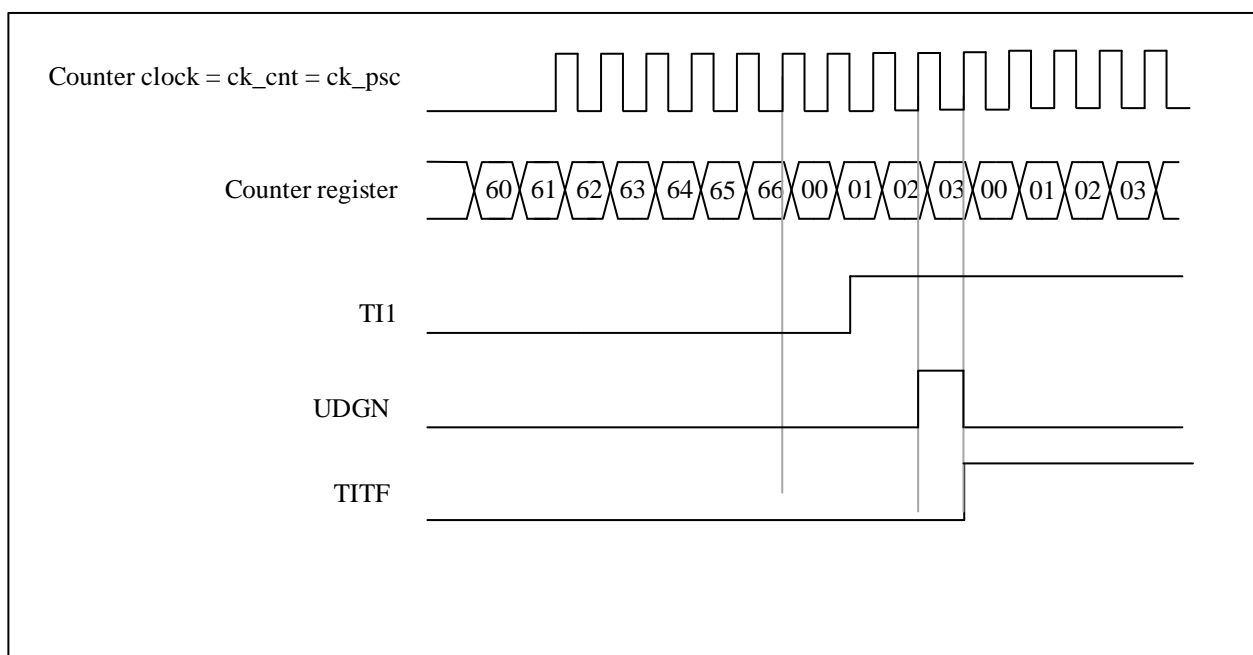 Counter clock = ck_cnt = ck_psc
Counter register
60 61 62 63 64 65 66 00 01 02 03 00 01 02 03
TI1
UDGN
TITF